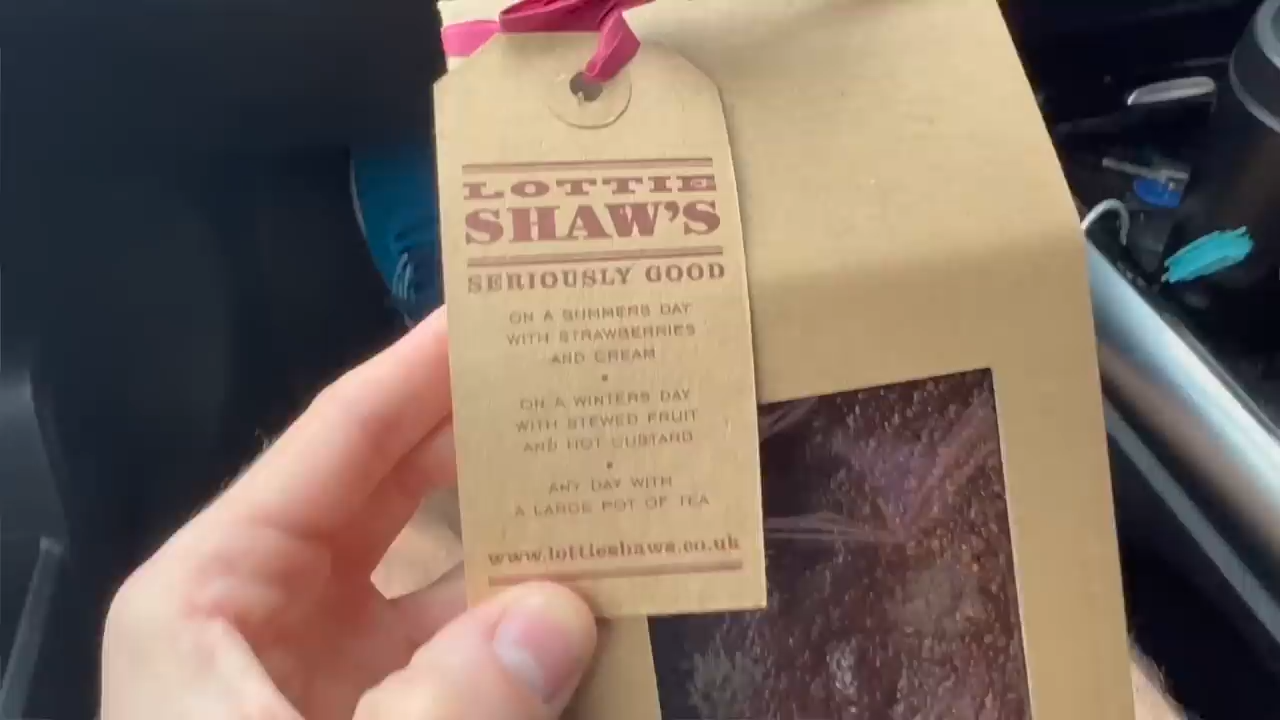 LOTTIE
SHAW'S
SERIOUSLY GOOD
ON A SUMMERS DAY
WITH STRAWBERRIES
AND CREAM
•
ON A WINTERS DAY
WITH STEWED FRUIT
AND HOT CUSTARD
•
ANY DAY WITH
A LARGE POT OF TEA
www.lottieshaws.co.uk